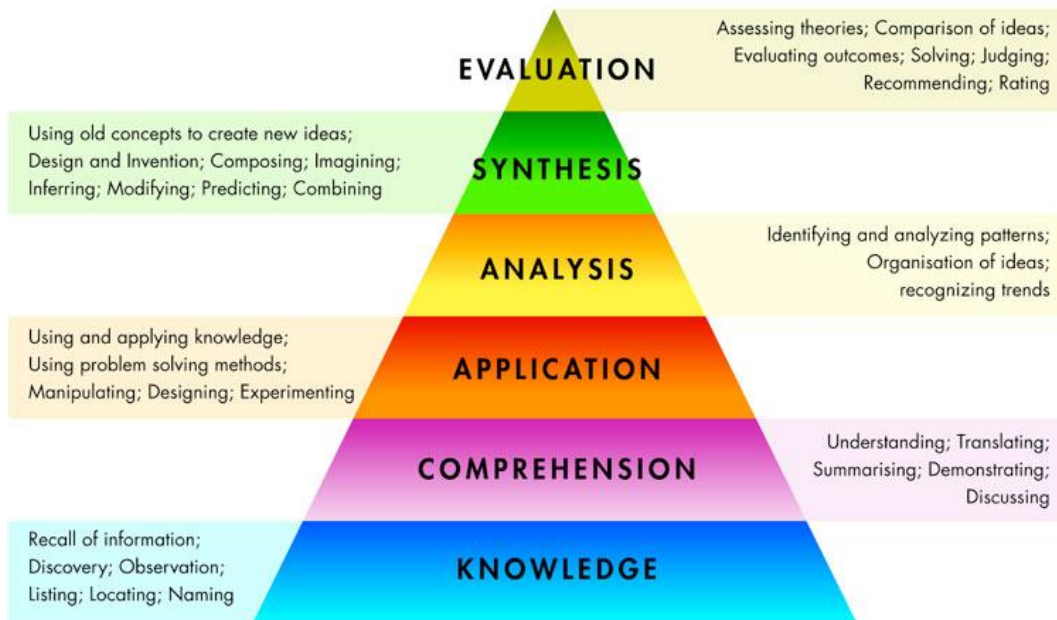 EVALUATION
Assessing theories; Comparison of ideas;
Evaluating outcomes; Solving; Judging;
Recommending; Rating
Using old concepts to create new ideas;
Design and Invention; Composing; Imagining;
Inferring; Modifying; Predicting; Combining
SYNTHESIS
ANALYSIS
Identifying and analyzing patterns;
Organisation of ideas;
recognizing trends
Using and applying knowledge;
Using problem solving methods;
Manipulating; Designing; Experimenting
APPLICATION
COMPREHENSION
Understanding; Translating;
Summarising; Demonstrating;
Discussing
Recall of information;
Discovery; Observation;
Listing; Locating; Naming
KNOWLEDGE